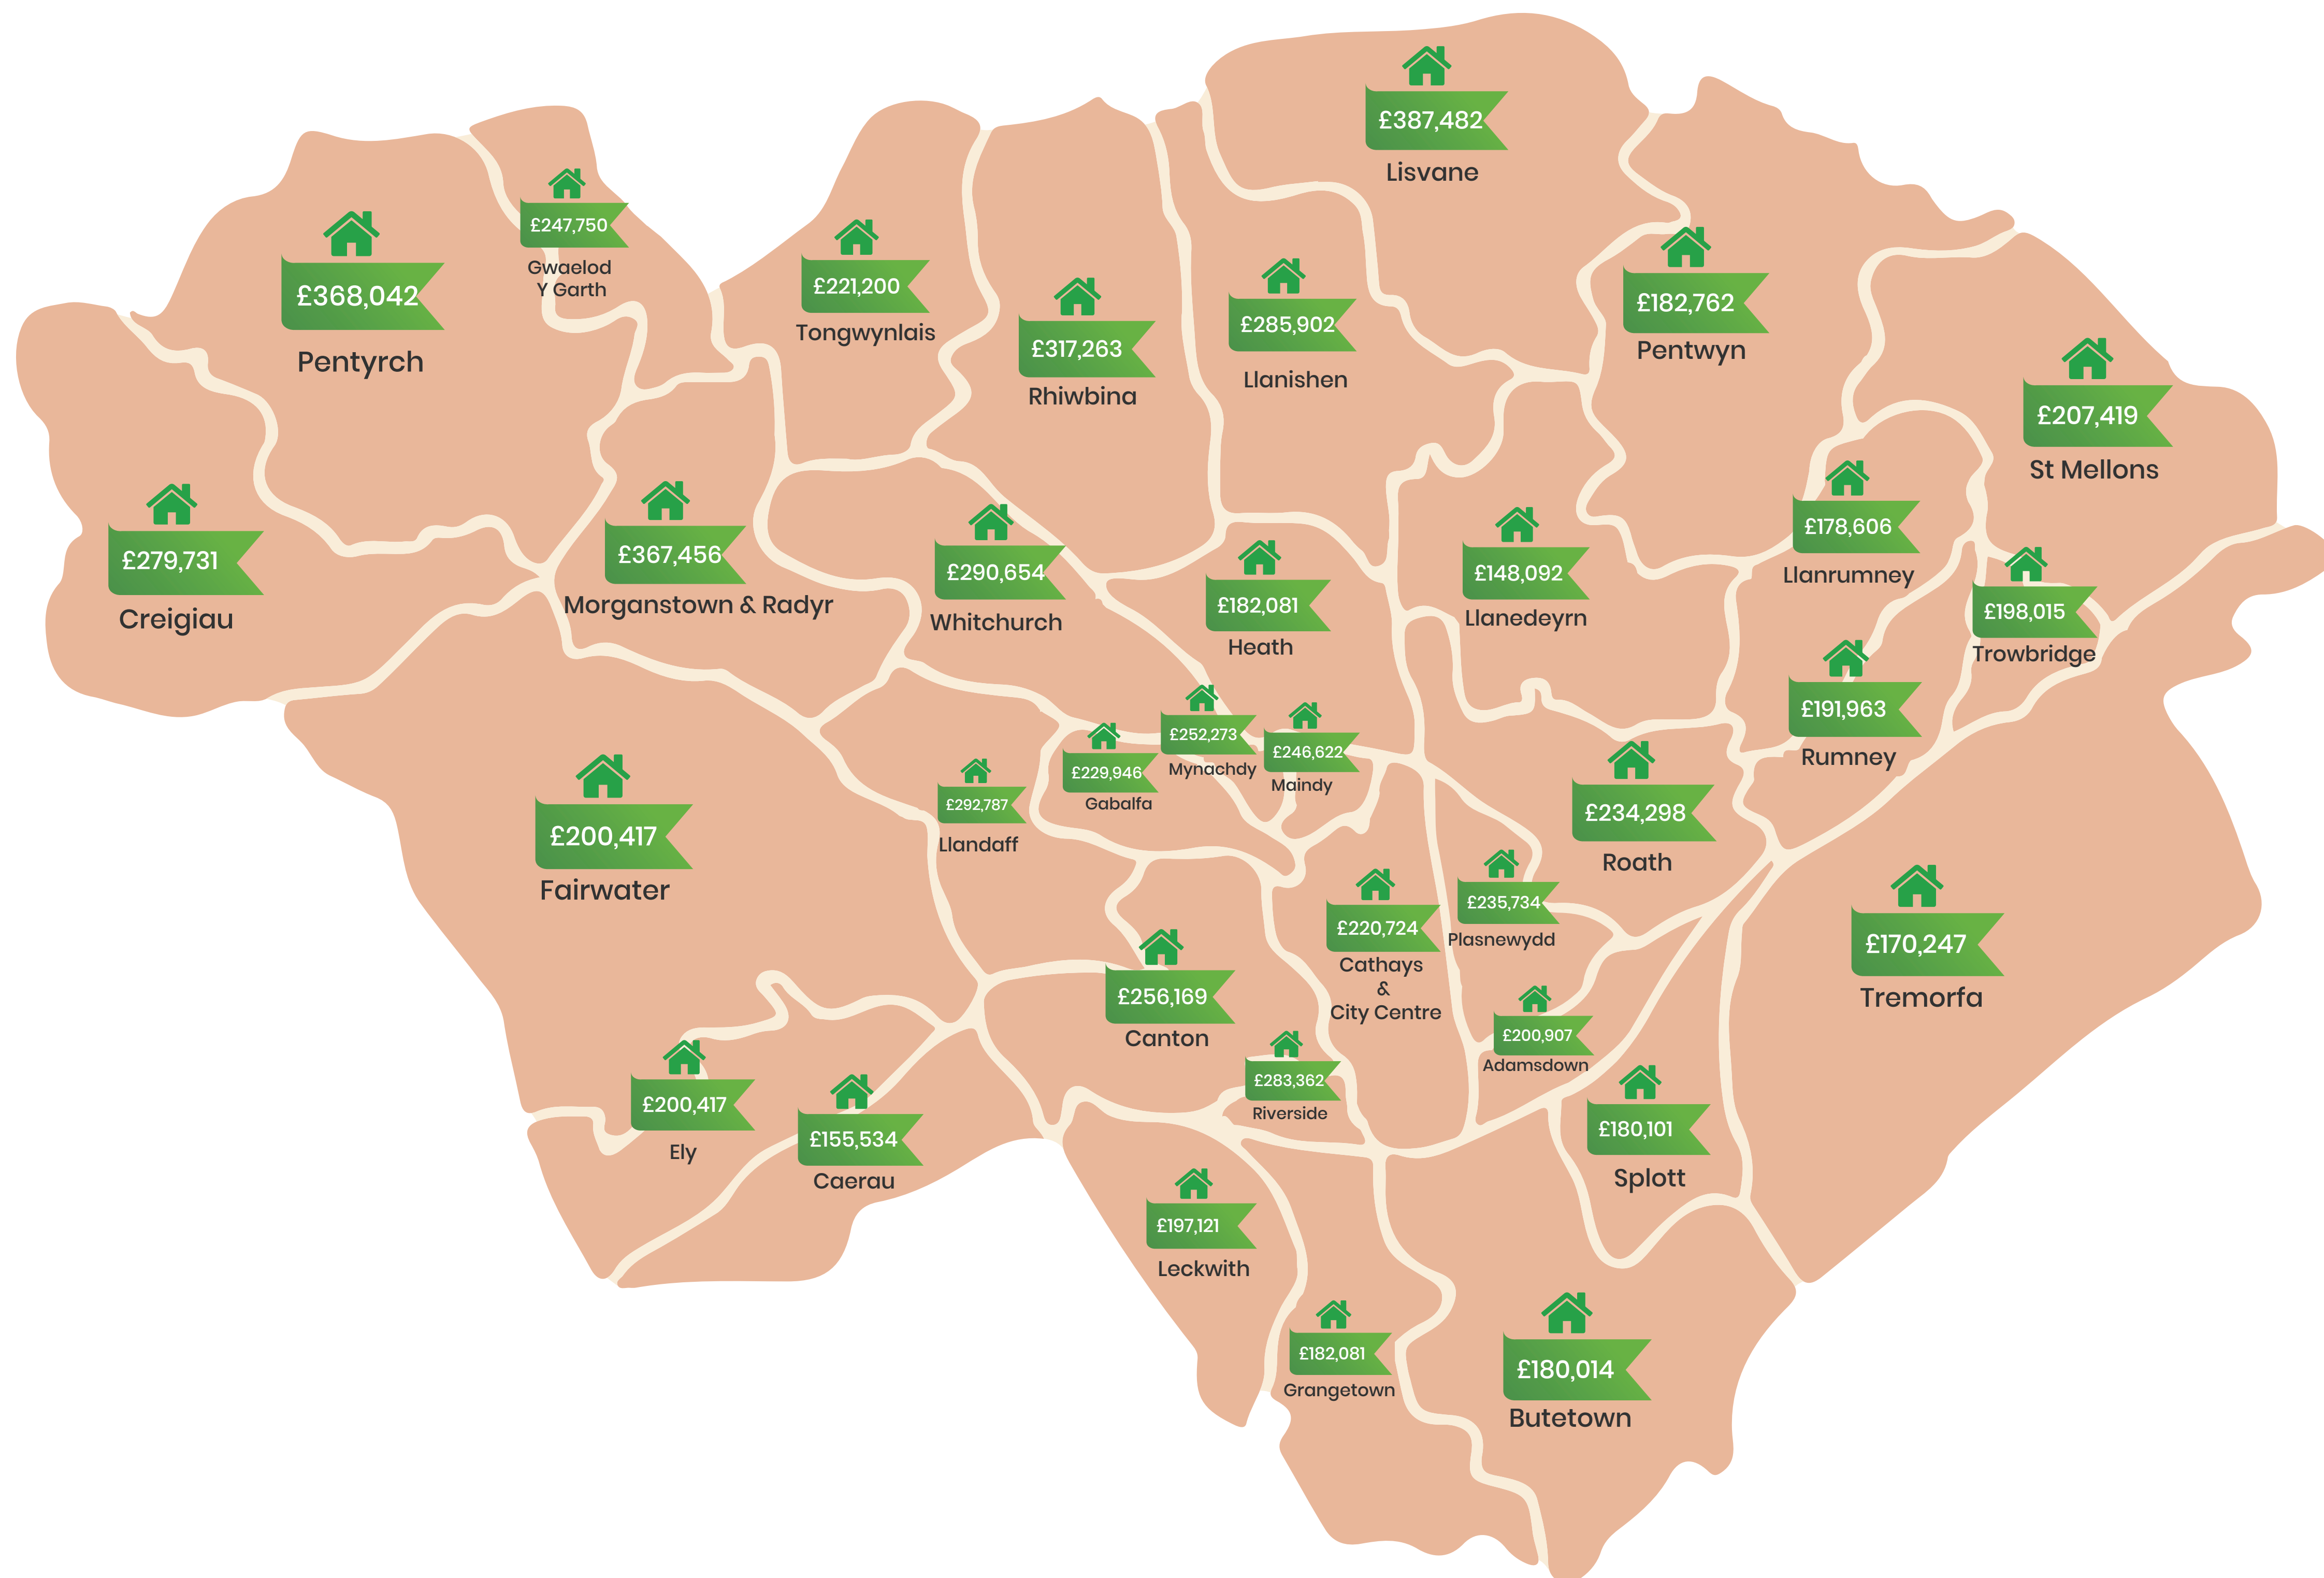 £387,482
Lisvane
£247,750
Gwaelod
Y Garth
£368,042
Pentyrch
£221,200
Tongwynlais
£317,263
Rhiwbina
£285,902
Llanishen
£182,762
Pentwyn
£207,419
St Mellons
£279,731
Creigiau
£367,456
Morganstown & Radyr
£290,654
Whitchurch
£182,081
Heath
£148,092
Llanedeyrn
£178,606
Llanrumney
£198,015
Trowbridge
£191,963
Rumney
£252,273
Mynachdy
£246,622
Maindy
£229,946
Gabalfa
£292,787
Llandaff
£200,417
Fairwater
£234,298
Roath
£235,734
Plasnewydd
£220,724
Cathays
&
City Centre
£170,247
Tremorfa
£256,169
Canton
£200,907
Adamsdown
£283,362
Riverside
£200,417
Ely
£155,534
Caerau
£180,101
Splott
£197,121
Leckwith
£182,081
Grangetown
£180,014
Butetown